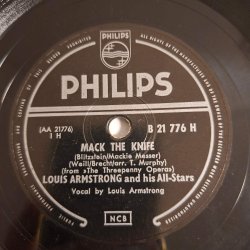 PHILIPS
PHILIPS
(AA 21776)
1 H
B 21 776 H
MACK THE KNIFE
(Blitzstein/Mackie Messer)
(Weill/Brecht/arr. T. Murphy)
(from «The Threepenny Opera»)
LOUIS ARMSTRONG and his All-Stars
Vocal by Louis Armstrong
NCB